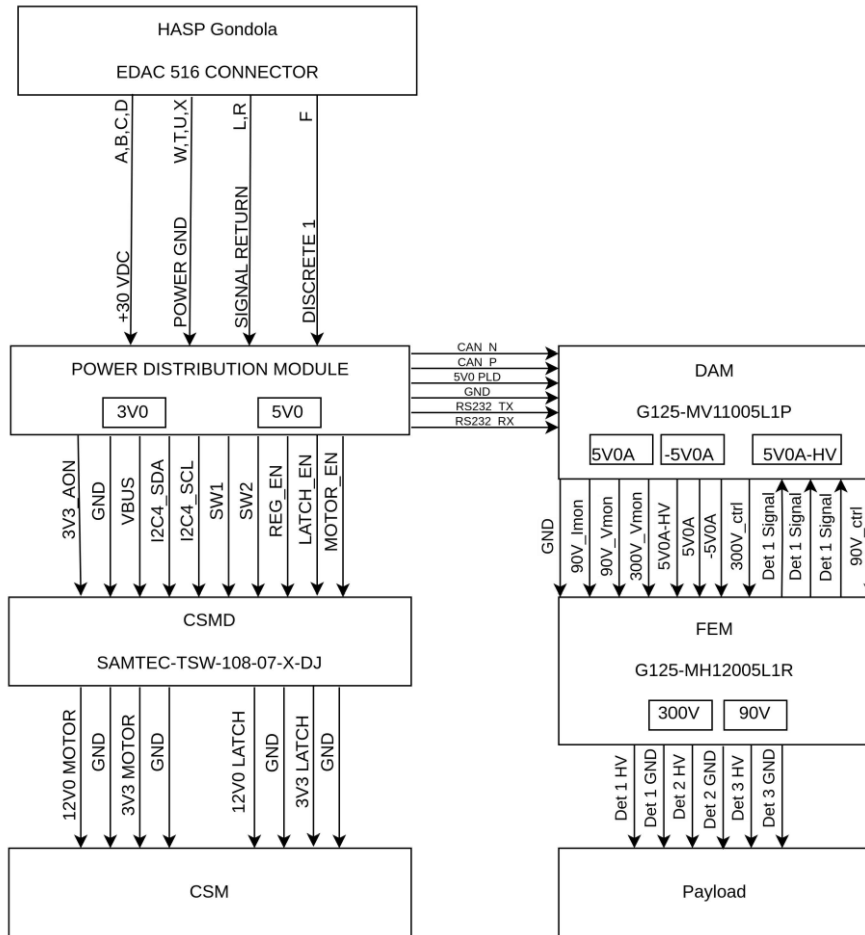 HASP Gondola
EDAC 516 CONNECTOR
A,B,C,D
W,T,U,X
L,R
F
+30 VDC
POWER GND
SIGNAL RETURN
DISCRETE 1
POWER DISTRIBUTION MODULE
3V0
5V0
CAN_N
CAN_P
5V0 PLD
GND
RS232_TX
RS232_RX
DAM
G125-MV11005L1P
5V0A
-5V0A
5V0A-HV
3V3_AON
GND
VBUS
I2C4_SDA
I2C4_SCL
SW1
SW2
REG_EN
LATCH_EN
MOTOR_EN
GND
90V_Imon
90V_Vmon
300V_Vmon
5V0A-HV
5V0A
-5V0A
300V_ctrl
Det 1 Signal
Det 1 Signal
Det 1 Signal
90V_ctrl
CSMD
SAMTEC-TSW-108-07-X-DJ
FEM
G125-MH12005L1R
300V
90V
12V0 MOTOR
GND
3V3 MOTOR
GND
12V0 LATCH
GND
3V3 LATCH
GND
Det 1 HV
Det 1 GND
Det 2 HV
Det 2 GND
Det 3 HV
Det 3 GND
CSM
Payload